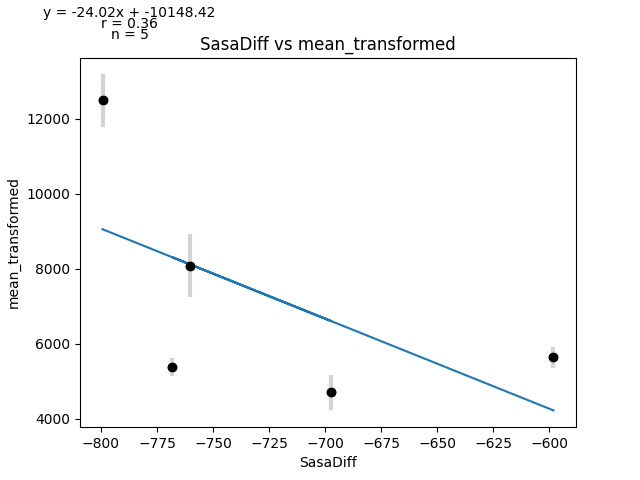 y = -24.02x + -10148.42
r = 0.36
n = 5
SasaDiff vs mean_transformed
mean_transformed
12000
10000
8000
6000
4000
−800
−775
−750
−725
−700
−675
−650
−625
−600
SasaDiff